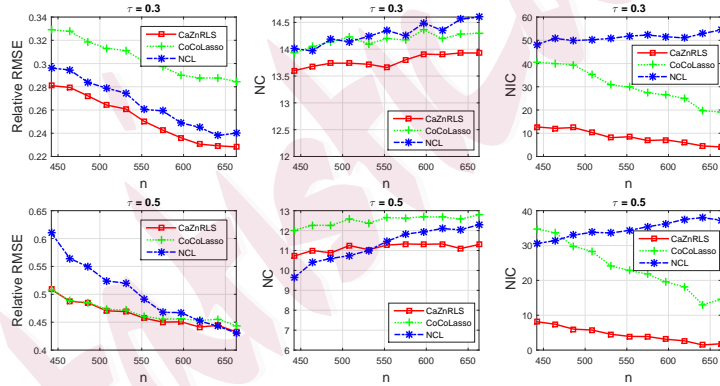 τ = 0.3
Relative RMSE
0.34
0.32
0.3
0.28
0.26
0.24
0.22
450 500 550 600 650
n
CaZnRLS
CoCoLasso
NCL
τ = 0.3
NC
14.5
14
13.5
13
12.5
12
450 500 550 600 650
n
CaZnRLS
CoCoLasso
NCL
τ = 0.3
NIC
60
50
40
30
20
10
0
450 500 550 600 650
n
CaZnRLS
CoCoLasso
NCL
τ = 0.5
Relative RMSE
0.65
0.6
0.55
0.5
0.45
0.4
450 500 550 600 650
n
CaZnRLS
CoCoLasso
NCL
τ = 0.5
NC
13
12
11
10
9
8
7
6
450 500 550 600 650
n
CaZnRLS
CoCoLasso
NCL
τ = 0.5
NIC
40
30
20
10
0
450 500 550 600 650
n
CaZnRLS
CoCoLasso
NCL